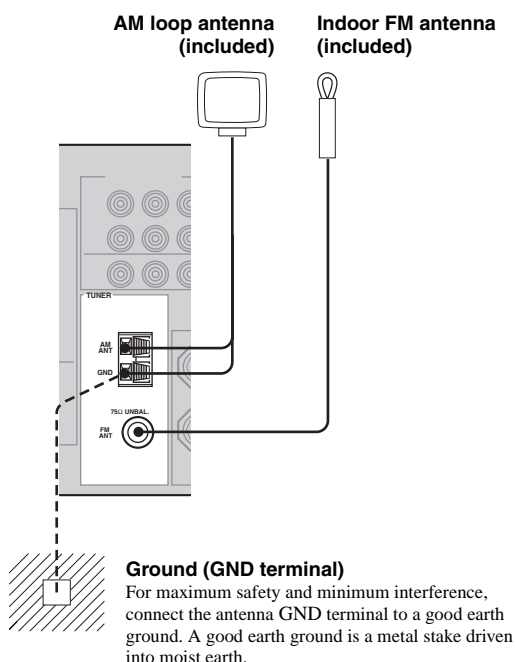 AM loop antenna
(included)
Indoor FM antenna
(included)
TUNER
AM
ANT
GND
75Ω UNBAL.
FM
ANT
Ground (GND terminal)
For maximum safety and minimum interference,
connect the antenna GND terminal to a good earth
ground. A good earth ground is a metal stake driven
into moist earth.